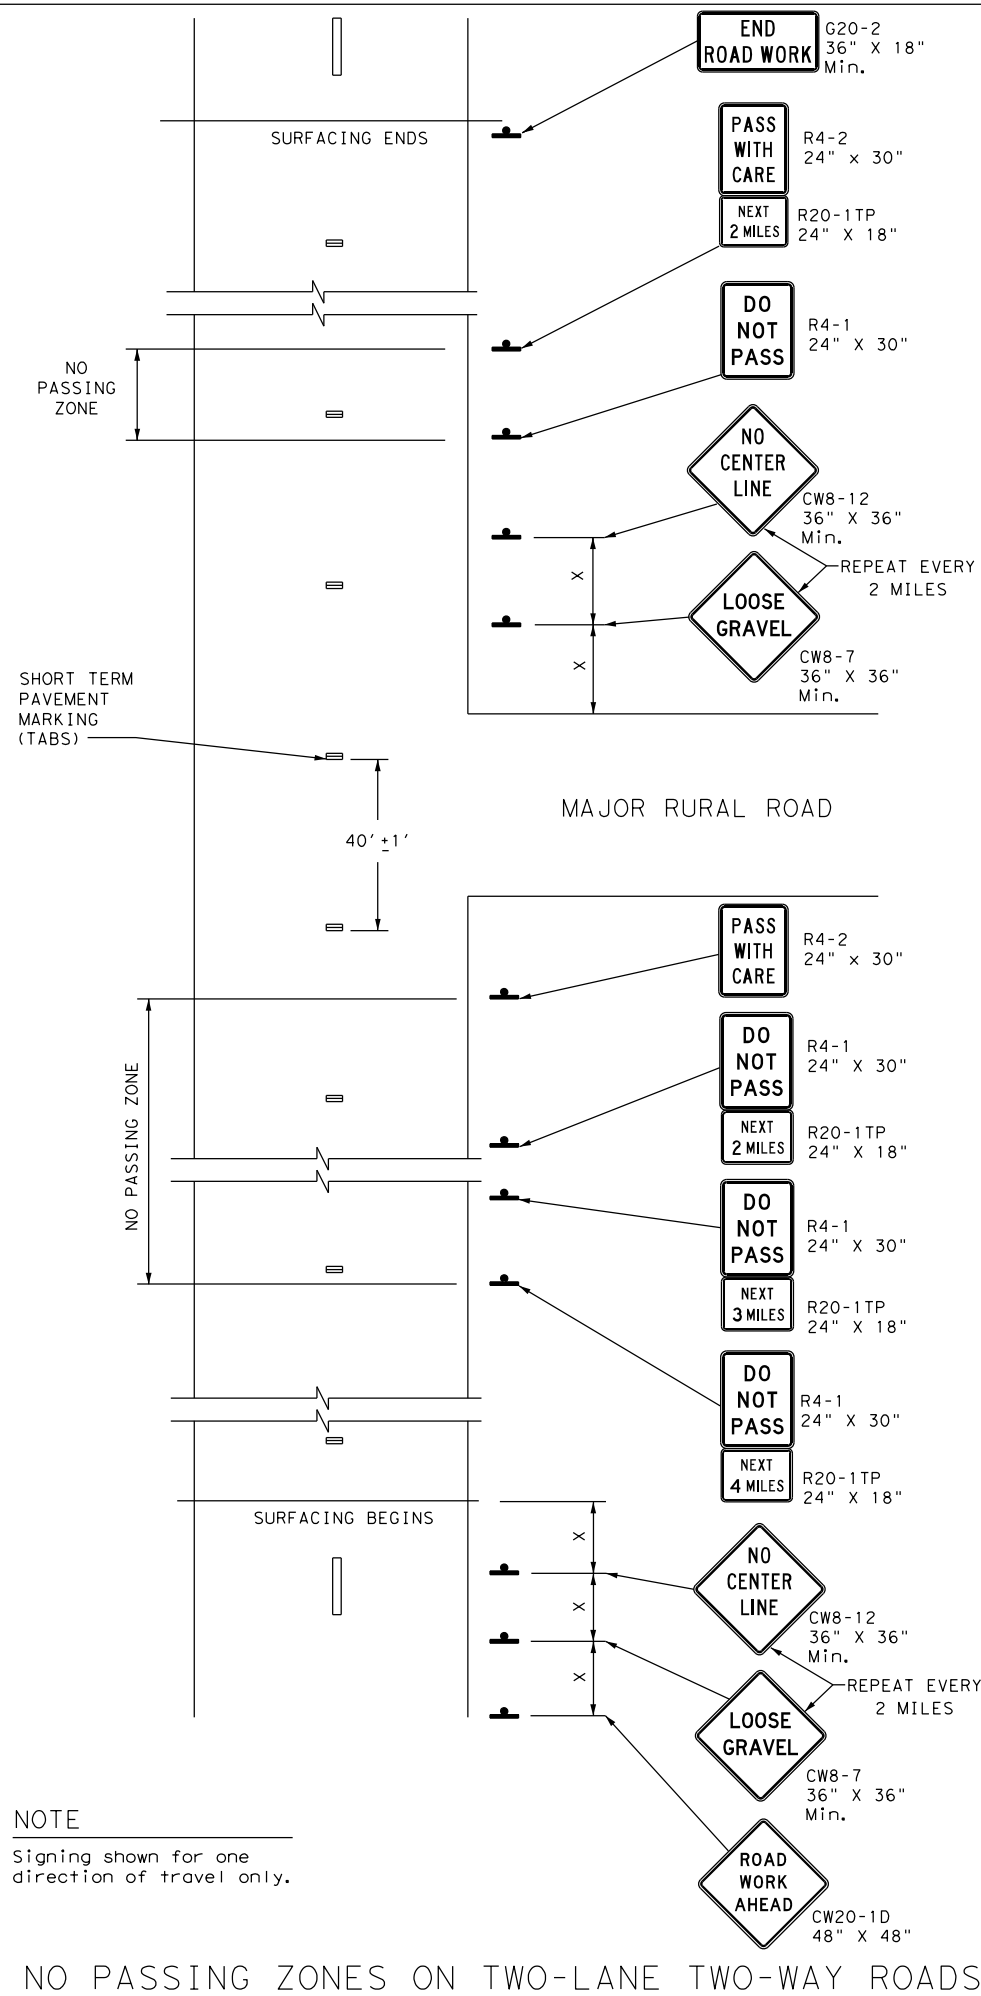 END
ROAD WORK
G20-2
36" X 18"
Min.
SURFACING ENDS
PASS
WITH
CARE
R4-2
24" x 30"
NEXT
2 MILES
R20-1TP
24" X 18"
DO
NOT
PASS
R4-1
24" X 30"
NO
PASSING
ZONE
NO
CENTER
LINE
CW8-12
36" X 36"
Min.
X
REPEAT EVERY
2 MILES
LOOSE
GRAVEL
CW8-7
36" X 36"
Min.
X
SHORT TERM
PAVEMENT
MARKING
(TABS)
MAJOR RURAL ROAD
40' ±1'
PASS
WITH
CARE
R4-2
24" x 30"
NO PASSING ZONE
DO
NOT
PASS
R4-1
24" X 30"
NEXT
2 MILES
R20-1TP
24" X 18"
DO
NOT
PASS
R4-1
24" X 30"
NEXT
3 MILES
R20-1TP
24" X 18"
DO
NOT
PASS
R4-1
24" X 30"
NEXT
4 MILES
R20-1TP
24" X 18"
SURFACING BEGINS
X
NO
CENTER
LINE
CW8-12
36" X 36"
Min.
X
REPEAT EVERY
2 MILES
X
LOOSE
GRAVEL
CW8-7
36" X 36"
Min.
NOTE
Signing shown for one
direction of travel only.
ROAD
WORK
AHEAD
CW20-1D
48" X 48"
NO PASSING ZONES ON TWO-LANE TWO-WAY ROADS